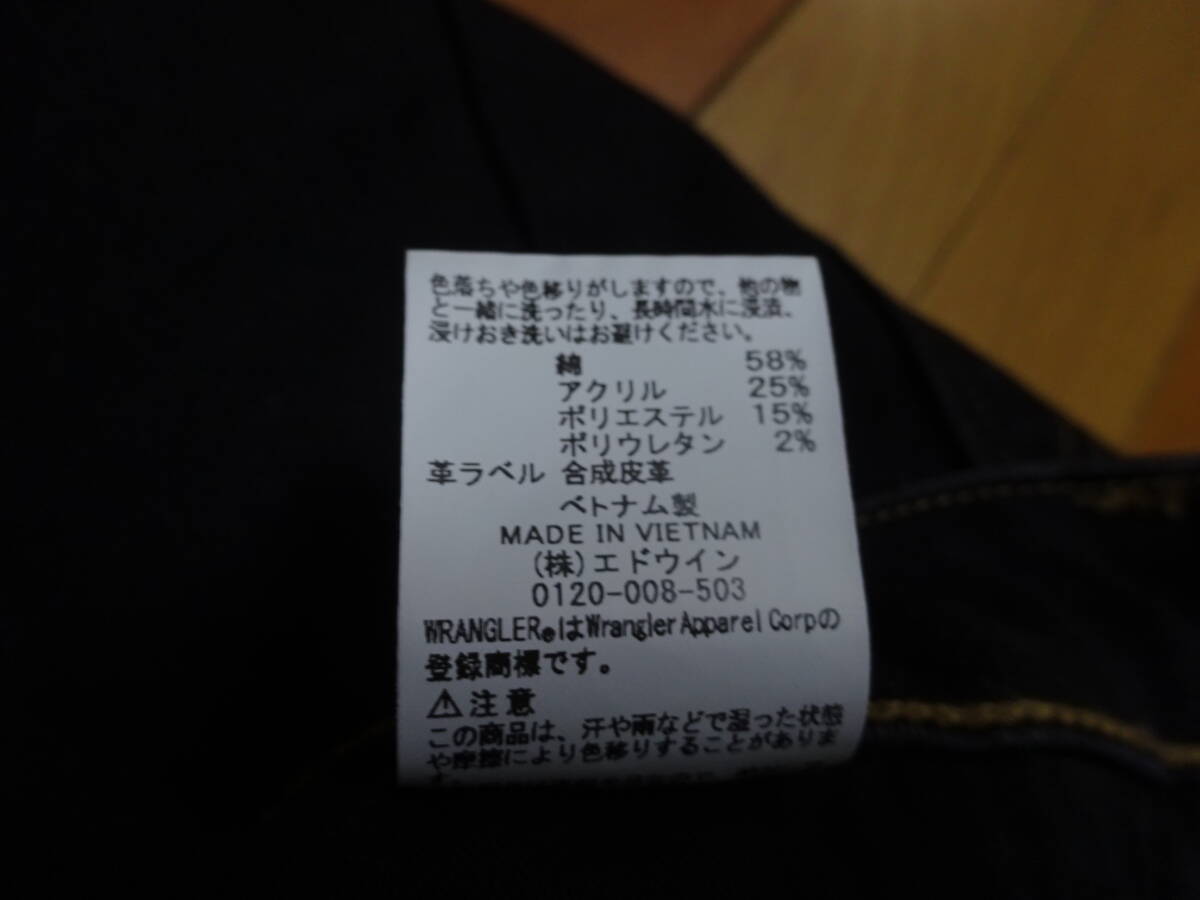 色落ちや色移りがしますので、他の物
と一緒に洗ったり、長時間水に浸漬、
浸けおき洗いはお避けください。
綿 58%
アクリル 25%
ポリエステル 15%
ポリウレタン 2%
革ラベル 合成皮革
ベトナム製
MADE IN VIETNAM
(株)エドウイン
0120-008-503
WRANGLER®はWrangler Apparel Corpの
登録商標です。
⚠注意
この商品は、汗や雨などで湿った状態
や摩擦により色移りすることがありま